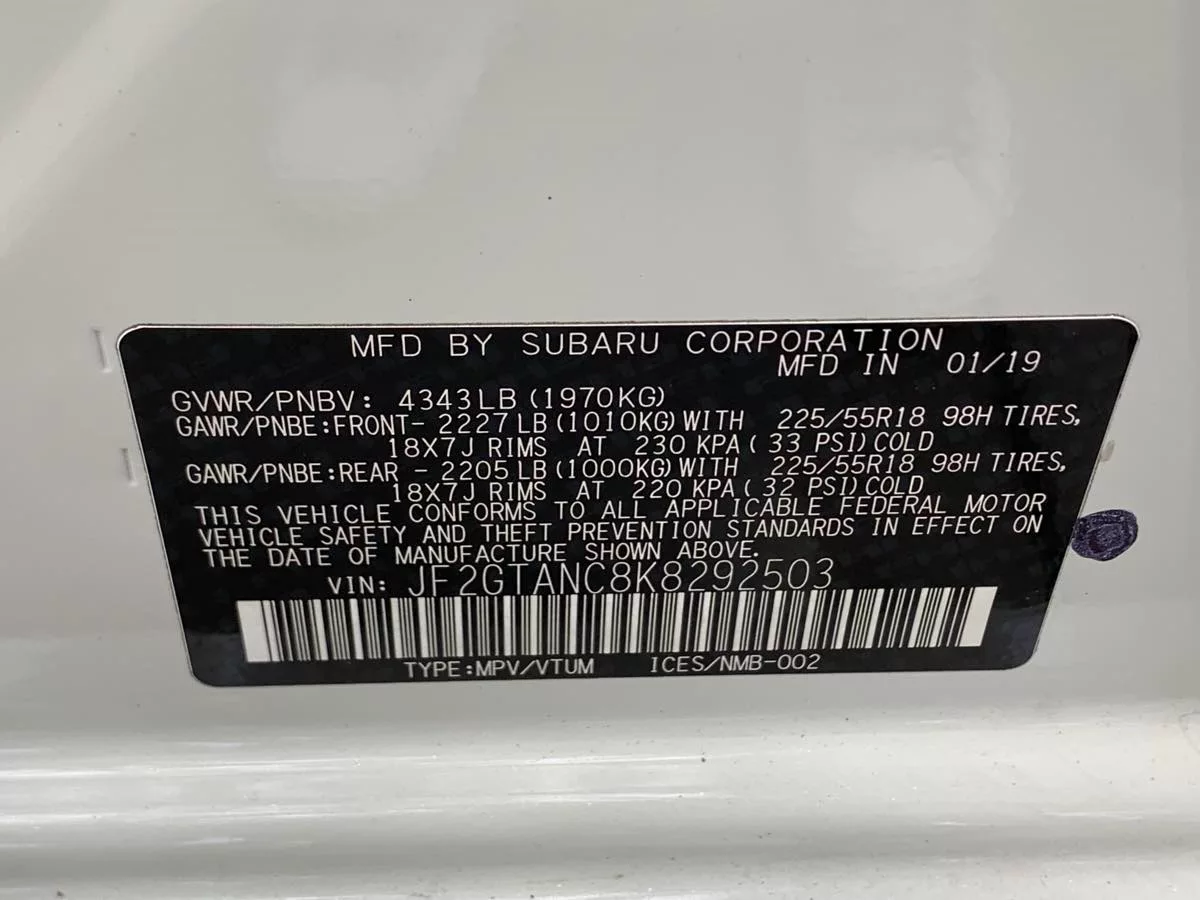 MFD BY SUBARU CORPORATION
MFD IN 01/19
GVWR/PNBV: 4343LB (1970KG)
GAWR/PNBE:FRONT- 2227LB (1010KG)WITH 225/55R18 98H TIRES,
18X7J RIMS AT 230 KPA( 33 PSI)COLD
GAWR/PNBE:REAR - 2205LB (1000KG)WITH 225/55R18 98H TIRES,
18X7J RIMS AT 220 KPA( 32 PSI)COLD
THIS VEHICLE CONFORMS TO ALL APPLICABLE FEDERAL MOTOR
VEHICLE SAFETY AND THEFT PREVENTION STANDARDS IN EFFECT ON
THE DATE OF MANUFACTURE SHOWN ABOVE.
VIN: JF2GTANC8K8292503
TYPE:MPV/VTUM ICES/NMB-002